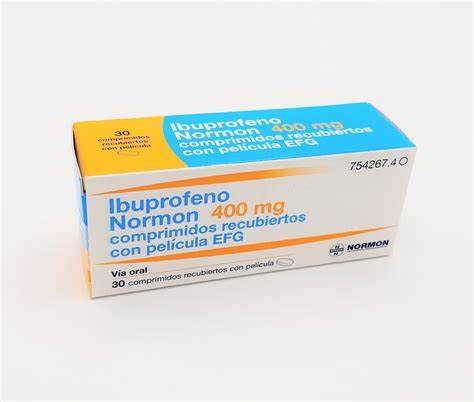 30
comprimidos
recubiertos
con película
Ibuprofeno
Normon 400 mg
comprimidos recubiertos
con película EFG
754267.4
Ibuprofeno
Normon 400 mg
comprimidos recubiertos
con película EFG
Vía oral
30 comprimidos recubiertos con película
N
N
NORMON